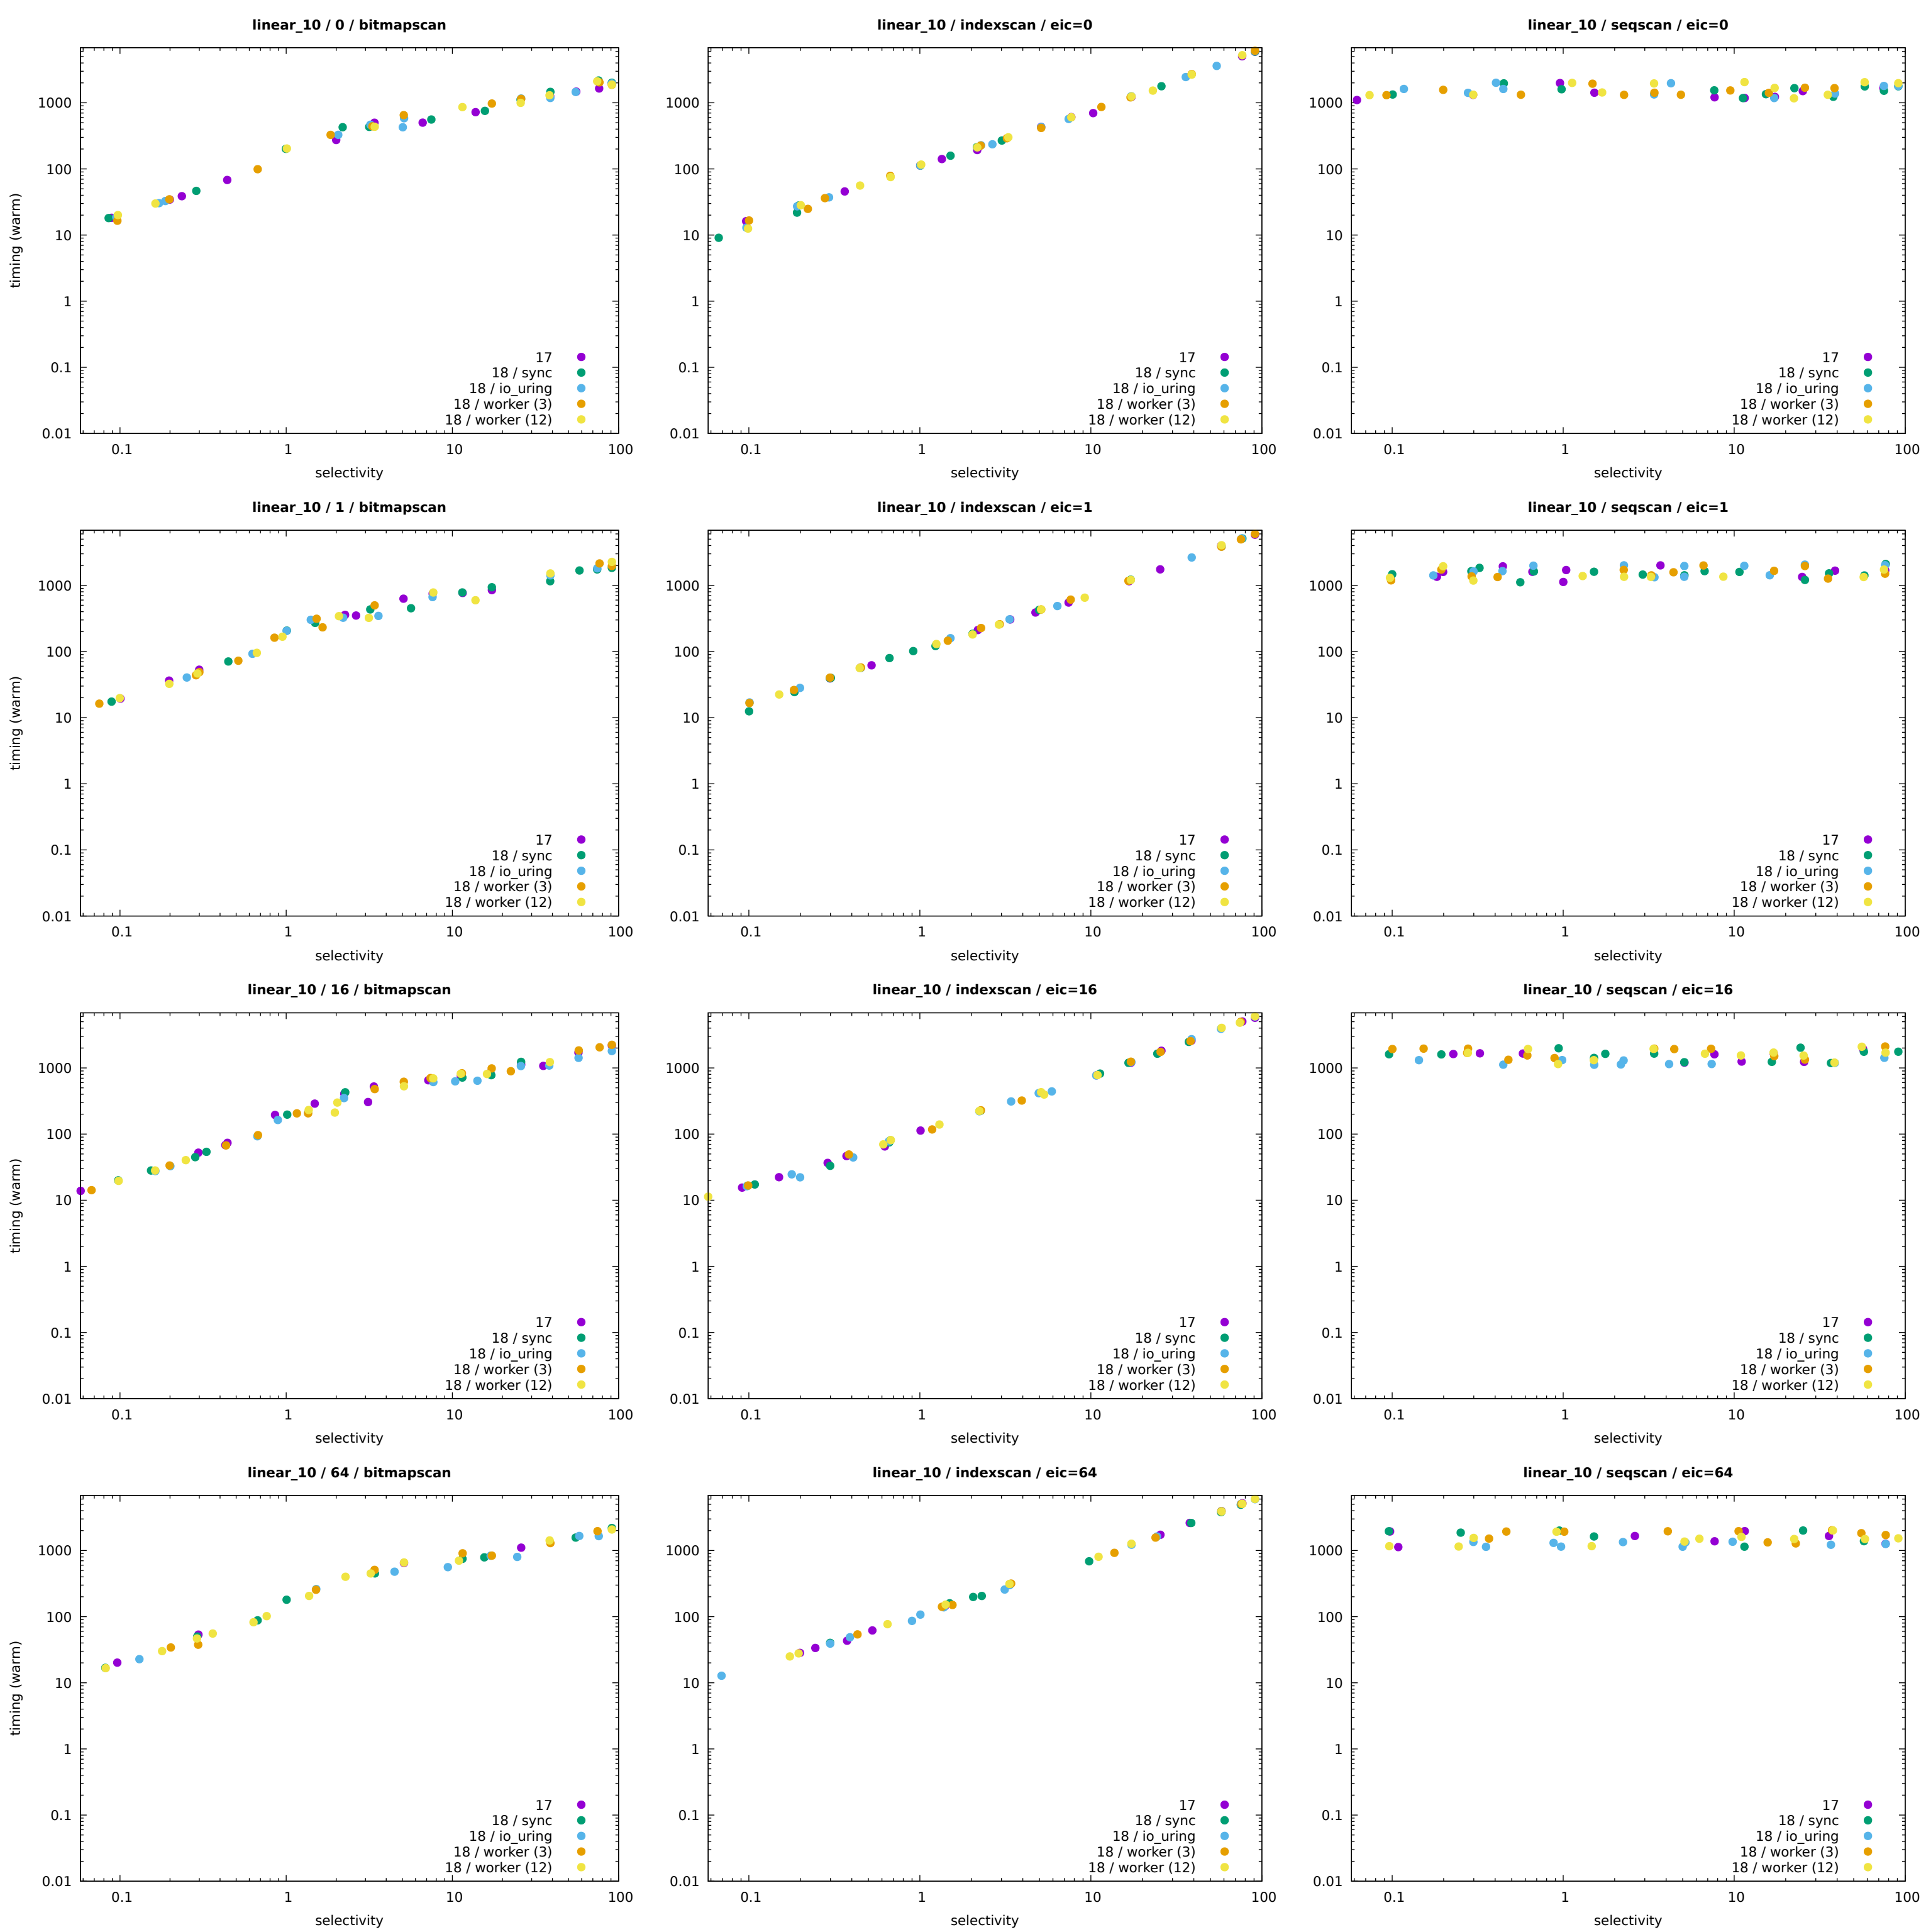 linear_10 / 0 / bitmapscan
timing (warm)
1000
100
10
1
0.1
0.01
17
18 / sync
18 / io_uring
18 / worker (3)
18 / worker (12)
0.1 1 10 100
selectivity
linear_10 / indexscan / eic=0
1000
100
10
1
0.1
0.01
17
18 / sync
18 / io_uring
18 / worker (3)
18 / worker (12)
0.1 1 10 100
selectivity
linear_10 / seqscan / eic=0
1000
100
10
1
0.1
0.01
17
18 / sync
18 / io_uring
18 / worker (3)
18 / worker (12)
0.1 1 10 100
selectivity
linear_10 / 1 / bitmapscan
timing (warm)
1000
100
10
1
0.1
0.01
17
18 / sync
18 / io_uring
18 / worker (3)
18 / worker (12)
0.1 1 10 100
selectivity
linear_10 / indexscan / eic=1
1000
100
10
1
0.1
0.01
17
18 / sync
18 / io_uring
18 / worker (3)
18 / worker (12)
0.1 1 10 100
selectivity
linear_10 / seqscan / eic=1
1000
100
10
1
0.1
0.01
17
18 / sync
18 / io_uring
18 / worker (3)
18 / worker (12)
0.1 1 10 100
selectivity
linear_10 / 16 / bitmapscan
timing (warm)
1000
100
10
1
0.1
0.01
17
18 / sync
18 / io_uring
18 / worker (3)
18 / worker (12)
0.1 1 10 100
selectivity
linear_10 / indexscan / eic=16
1000
100
10
1
0.1
0.01
17
18 / sync
18 / io_uring
18 / worker (3)
18 / worker (12)
0.1 1 10 100
selectivity
linear_10 / seqscan / eic=16
1000
100
10
1
0.1
0.01
17
18 / sync
18 / io_uring
18 / worker (3)
18 / worker (12)
0.1 1 10 100
selectivity
linear_10 / 64 / bitmapscan
timing (warm)
1000
100
10
1
0.1
0.01
17
18 / sync
18 / io_uring
18 / worker (3)
18 / worker (12)
0.1 1 10 100
selectivity
linear_10 / indexscan / eic=64
1000
100
10
1
0.1
0.01
17
18 / sync
18 / io_uring
18 / worker (3)
18 / worker (12)
0.1 1 10 100
selectivity
linear_10 / seqscan / eic=64
1000
100
10
1
0.1
0.01
17
18 / sync
18 / io_uring
18 / worker (3)
18 / worker (12)
0.1 1 10 100
selectivity